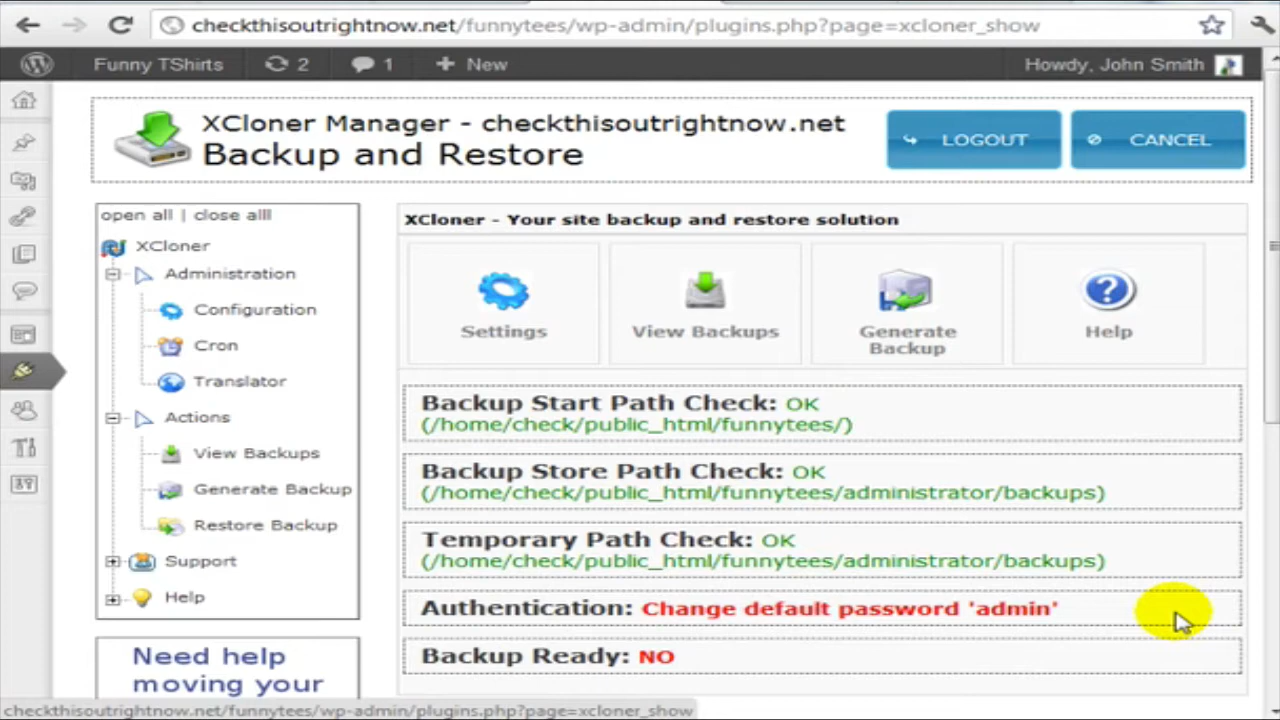 checkthisoutrightnow.net/funnytees/wp-admin/plugins.php?page=xcloner_show
Funny TShirts 2 1 + New Howdy, John Smith
XCloner Manager - checkthisoutrightnow.net
Backup and Restore
LOGOUT
CANCEL
open all | close alll
XCloner
Administration
Configuration
Cron
Translator
Actions
View Backups
Generate Backup
Restore Backup
Support
Help
Need help
moving your
XCloner - Your site backup and restore solution
Settings
View Backups
Generate
Backup
Help
Backup Start Path Check: OK
(/home/check/public_html/funnytees/)
Backup Store Path Check: OK
(/home/check/public_html/funnytees/administrator/backups)
Temporary Path Check: OK
(/home/check/public_html/funnytees/administrator/backups)
Authentication: Change default password 'admin'
Backup Ready: NO
checkthisoutrightnow.net/funnytees/wp-admin/plugins.php?page=xcloner_show